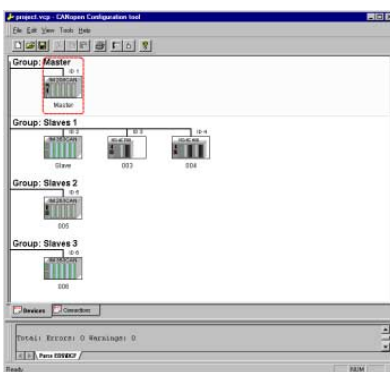 project.vcp - CANopen Configuration tool
File Edit View Tools Help
Group: Master
ID-1
Master
Group: Slaves 1
ID-2 ID-3 ID-4
Slave 003 004
Group: Slaves 2
ID-5
005
Group: Slaves 3
ID-6
006
Devices Connections
Total: Errors: 0 Warnings: 0
Parse EDS\DCF
Ready NUM